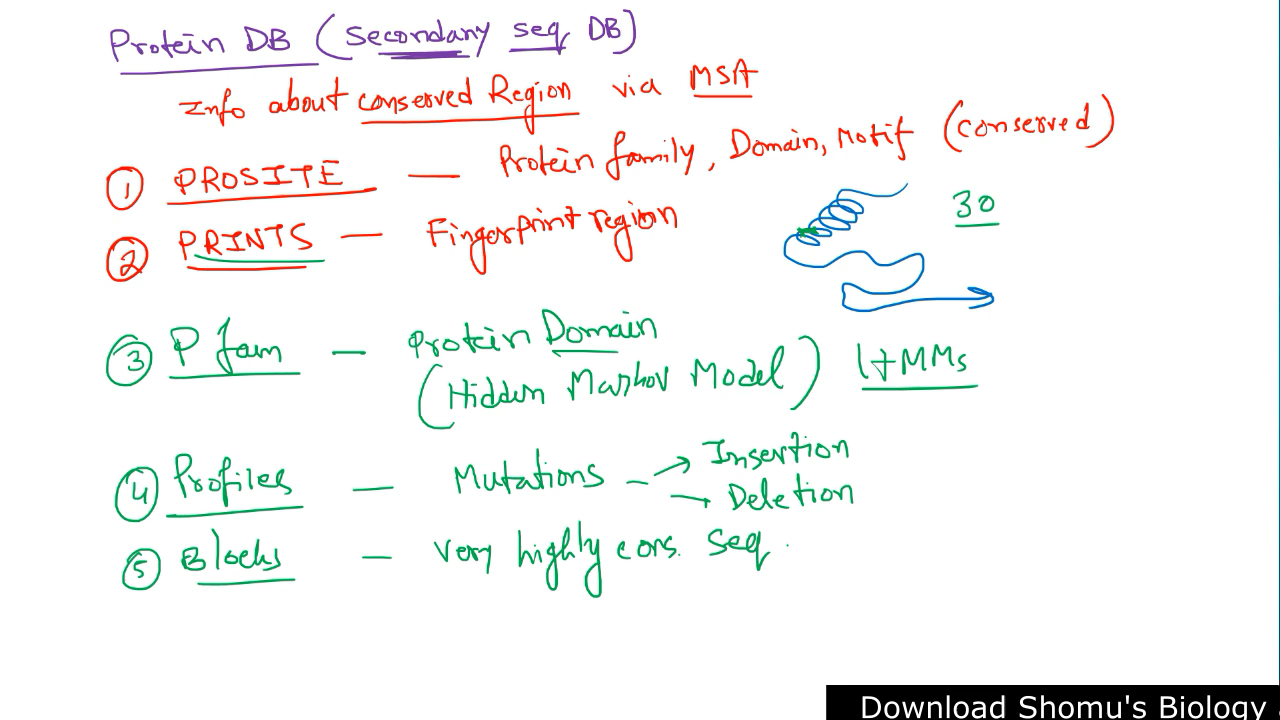 Protein DB (Secondary seq DB)
Info about conserved Region via MSA
1 PROSITE — Protein family, Domain, Motif (conserved)
2 PRINTS — Fingerprint region
30
3 Pfam — Protein Domain
(Hidden Markov Model) HMMs
4 Profiles — Mutations – → Insertion
→ Deletion
5 Blocks — Very highly cons. seq.
Download Shomu's Biology